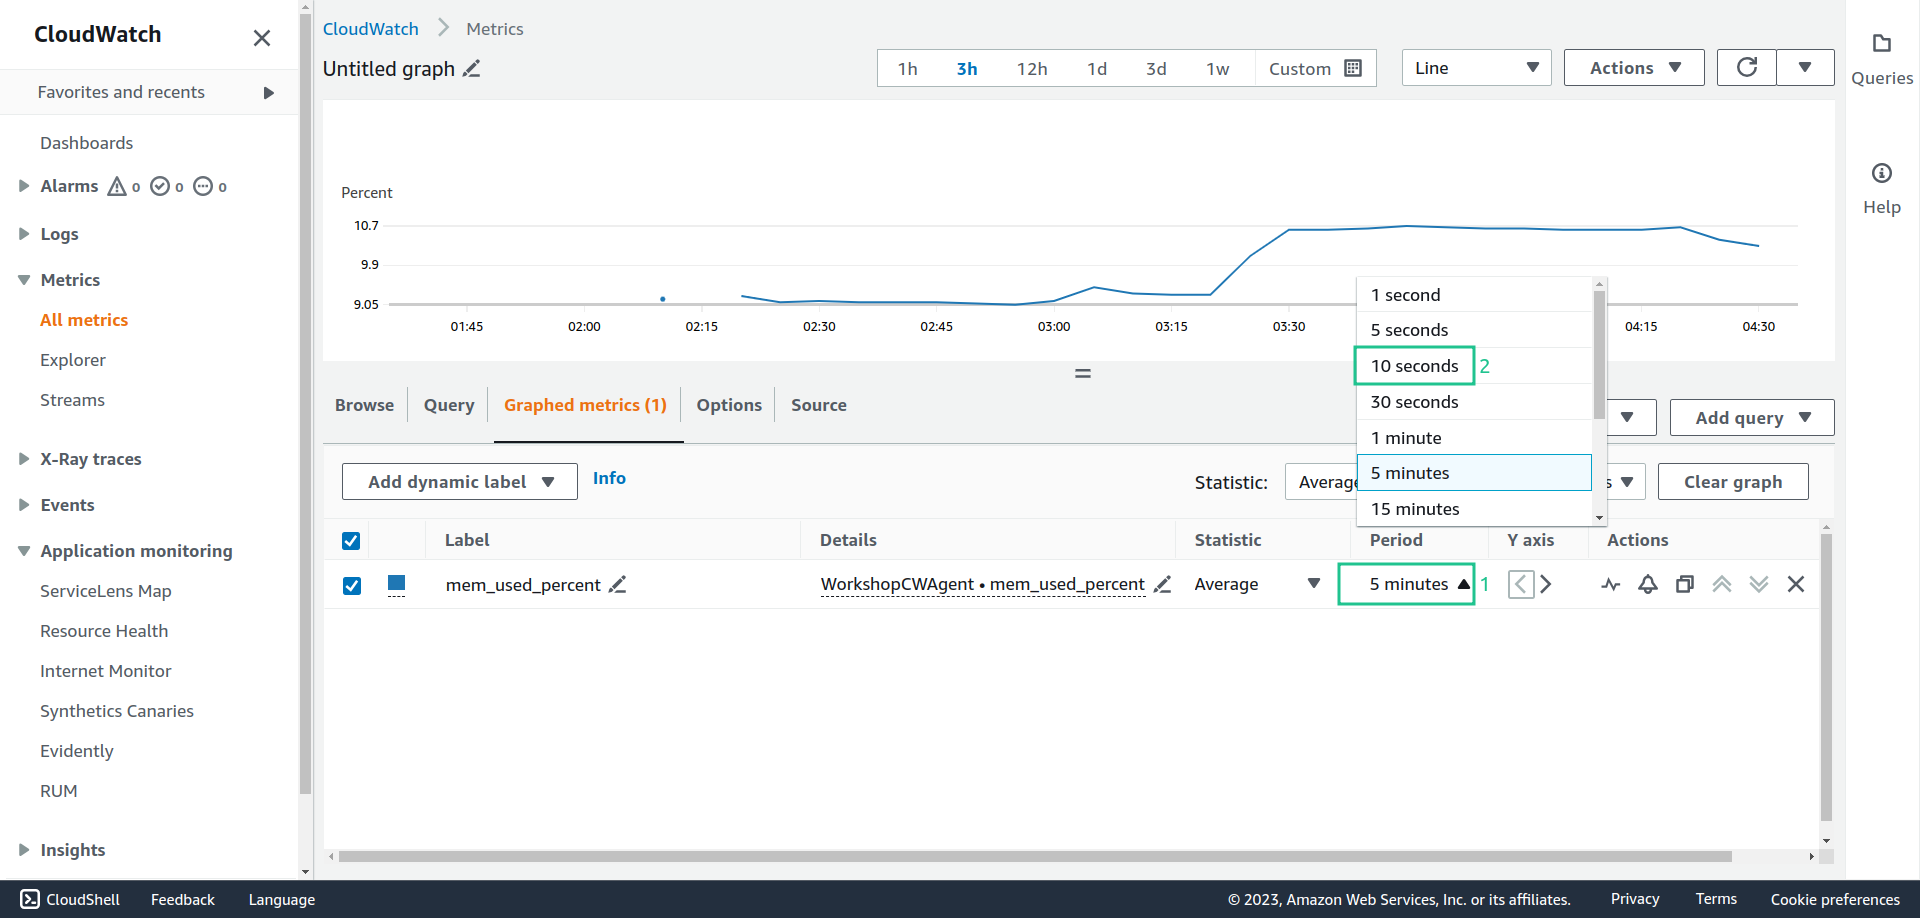 CloudWatch
Favorites and recents
Dashboards
Alarms 0 0 0
Logs
Metrics
All metrics
Explorer
Streams
X-Ray traces
Events
Application monitoring
ServiceLens Map
Resource Health
Internet Monitor
Synthetics Canaries
Evidently
RUM
Insights
CloudWatch Metrics
Untitled graph
1h 3h 12h 1d 3d 1w Custom
Line
Actions
Percent
10.7
9.9
9.05
01:45 02:00 02:15 02:30 02:45 03:00 03:15 03:30 04:15 04:30
1 second
5 seconds
10 seconds 2
30 seconds
1 minute
5 minutes
15 minutes
Browse Query Graphed metrics (1) Options Source
Add query
Add dynamic label Info
Statistic: Average
s
Clear graph
Label Details Statistic Period Y axis Actions
mem_used_percent WorkshopCWAgent • mem_used_percent Average 5 minutes 1
Queries
Help
CloudShell Feedback Language
© 2023, Amazon Web Services, Inc. or its affiliates. Privacy Terms Cookie preferences